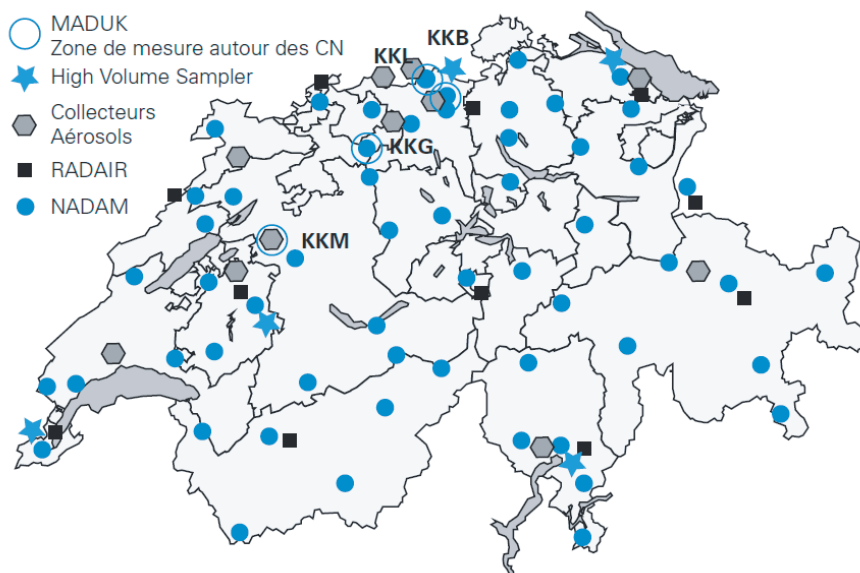 MADUK
Zone de mesure autour des CN
High Volume Sampler
Collecteurs
Aérosols
RADAIR
NADAM
KKB
KKL
KKG
KKM